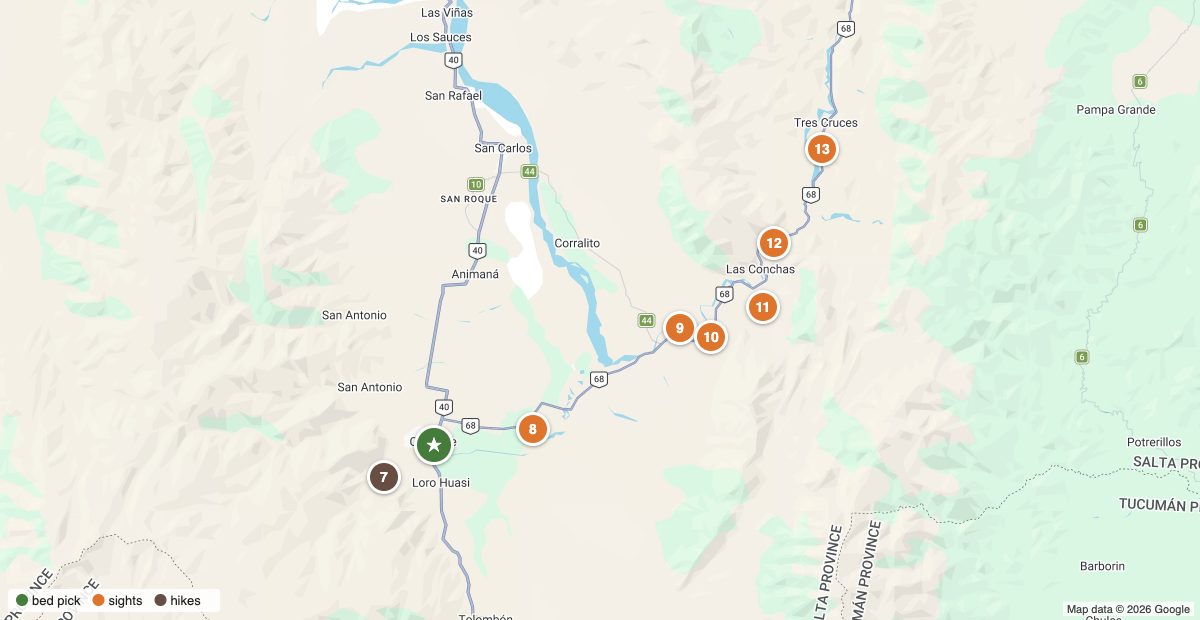 Las Viñas
Los Sauces
68
40
San Rafael
6
Pampa Grande
Tres Cruces
13
San Carlos
44
10
SAN ROQUE
68
6
40
Corralito
12
Animaná
Las Conchas
68
11
San Antonio
44
9
10
6
68
San Antonio
40
68
8
7
Loro Huasi
Potrerillos
SALTA PRO
TUCUMÁN P
LTA PROVINCE
MÁN PROVINCE
Barborin
PROVINCE
bed pick
sights
hikes
Map data © 2026 Google